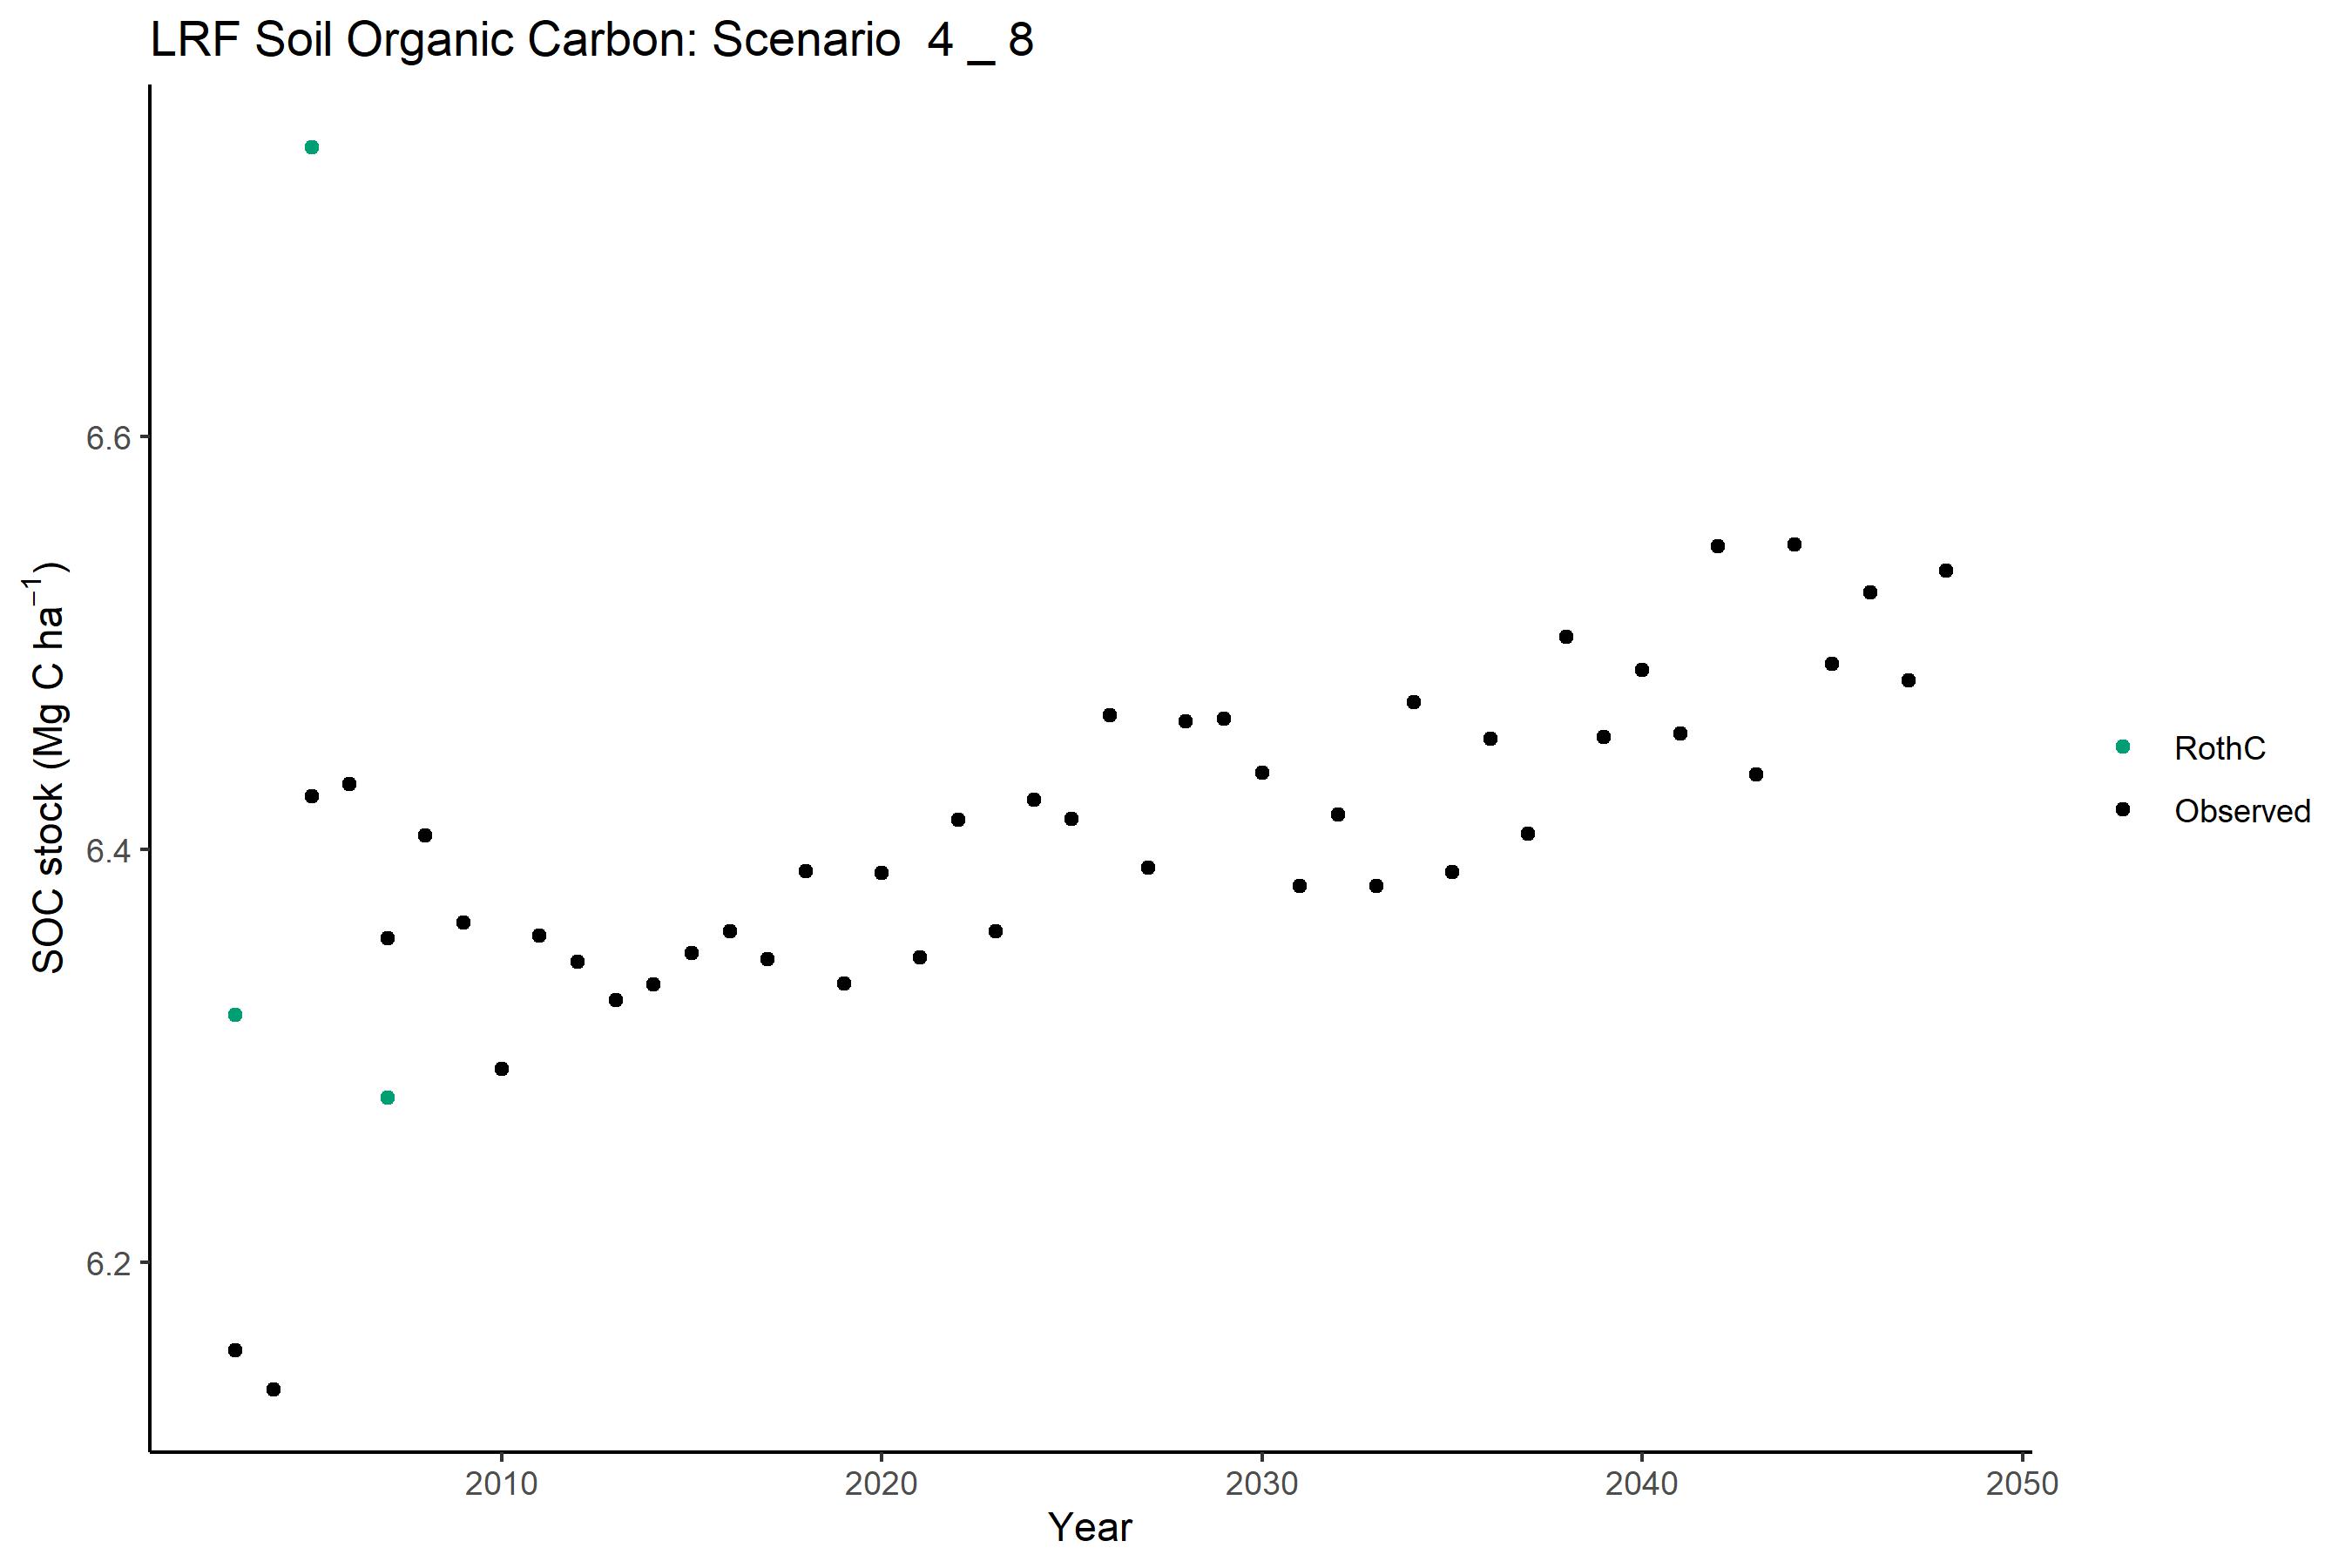 LRF Soil Organic Carbon: Scenario 4 _ 8
6.6
6.4
6.2
SOC stock (Mg C ha⁻¹)
2010 2020 2030 2040 2050
Year
RothC
Observed